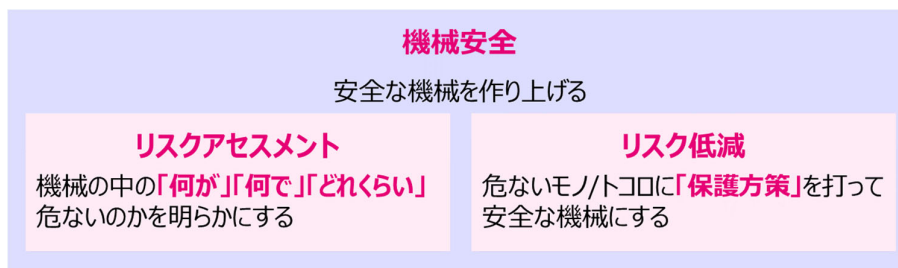 機械安全
安全な機械を作り上げる
リスクアセスメント
機械の中の「何が」「何で」「どれくらい」
危ないのかを明らかにする
リスク低減
危ないモノ/トコロに「保護方策」を打って
安全な機械にする